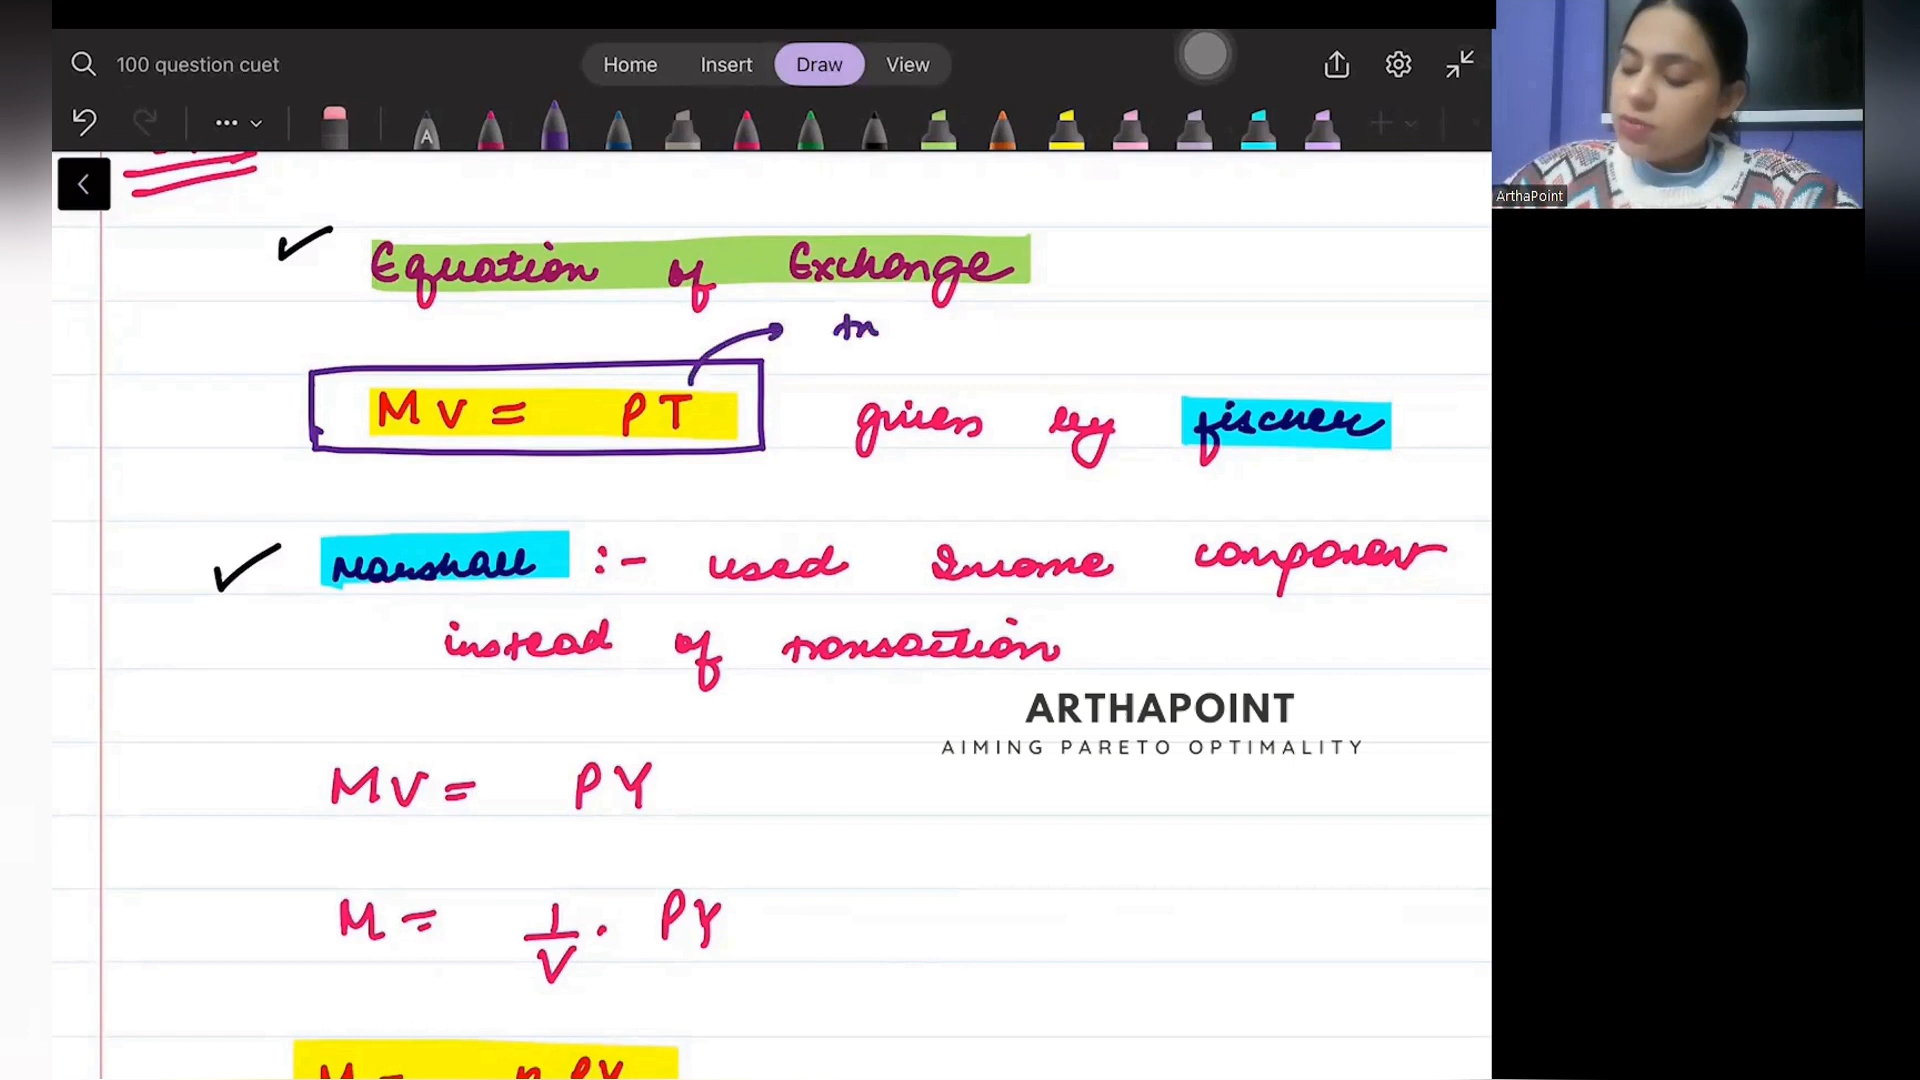 100 question cuet
Home Insert Draw View
A
ArthaPoint
Equation of Exchange
tr
MV = PT given by fischer
Marshall :- used Income component
instead of transaction
ARTHAPOINT
AIMING PARETO OPTIMALITY
MV = PY
M = 1/V . PY